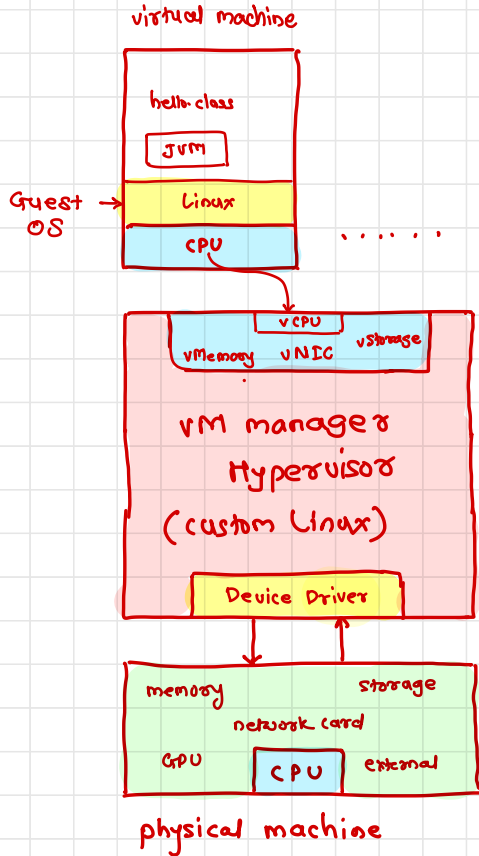 virtual machine
hello.class
JVM
Guest OS
Linux
CPU
. . . . . .
vCPU
vMemory vNIC vStorage
VM manager
Hypervisor
(custom Linux)
Device Driver
memory storage
network card
GPU CPU external
physical machine